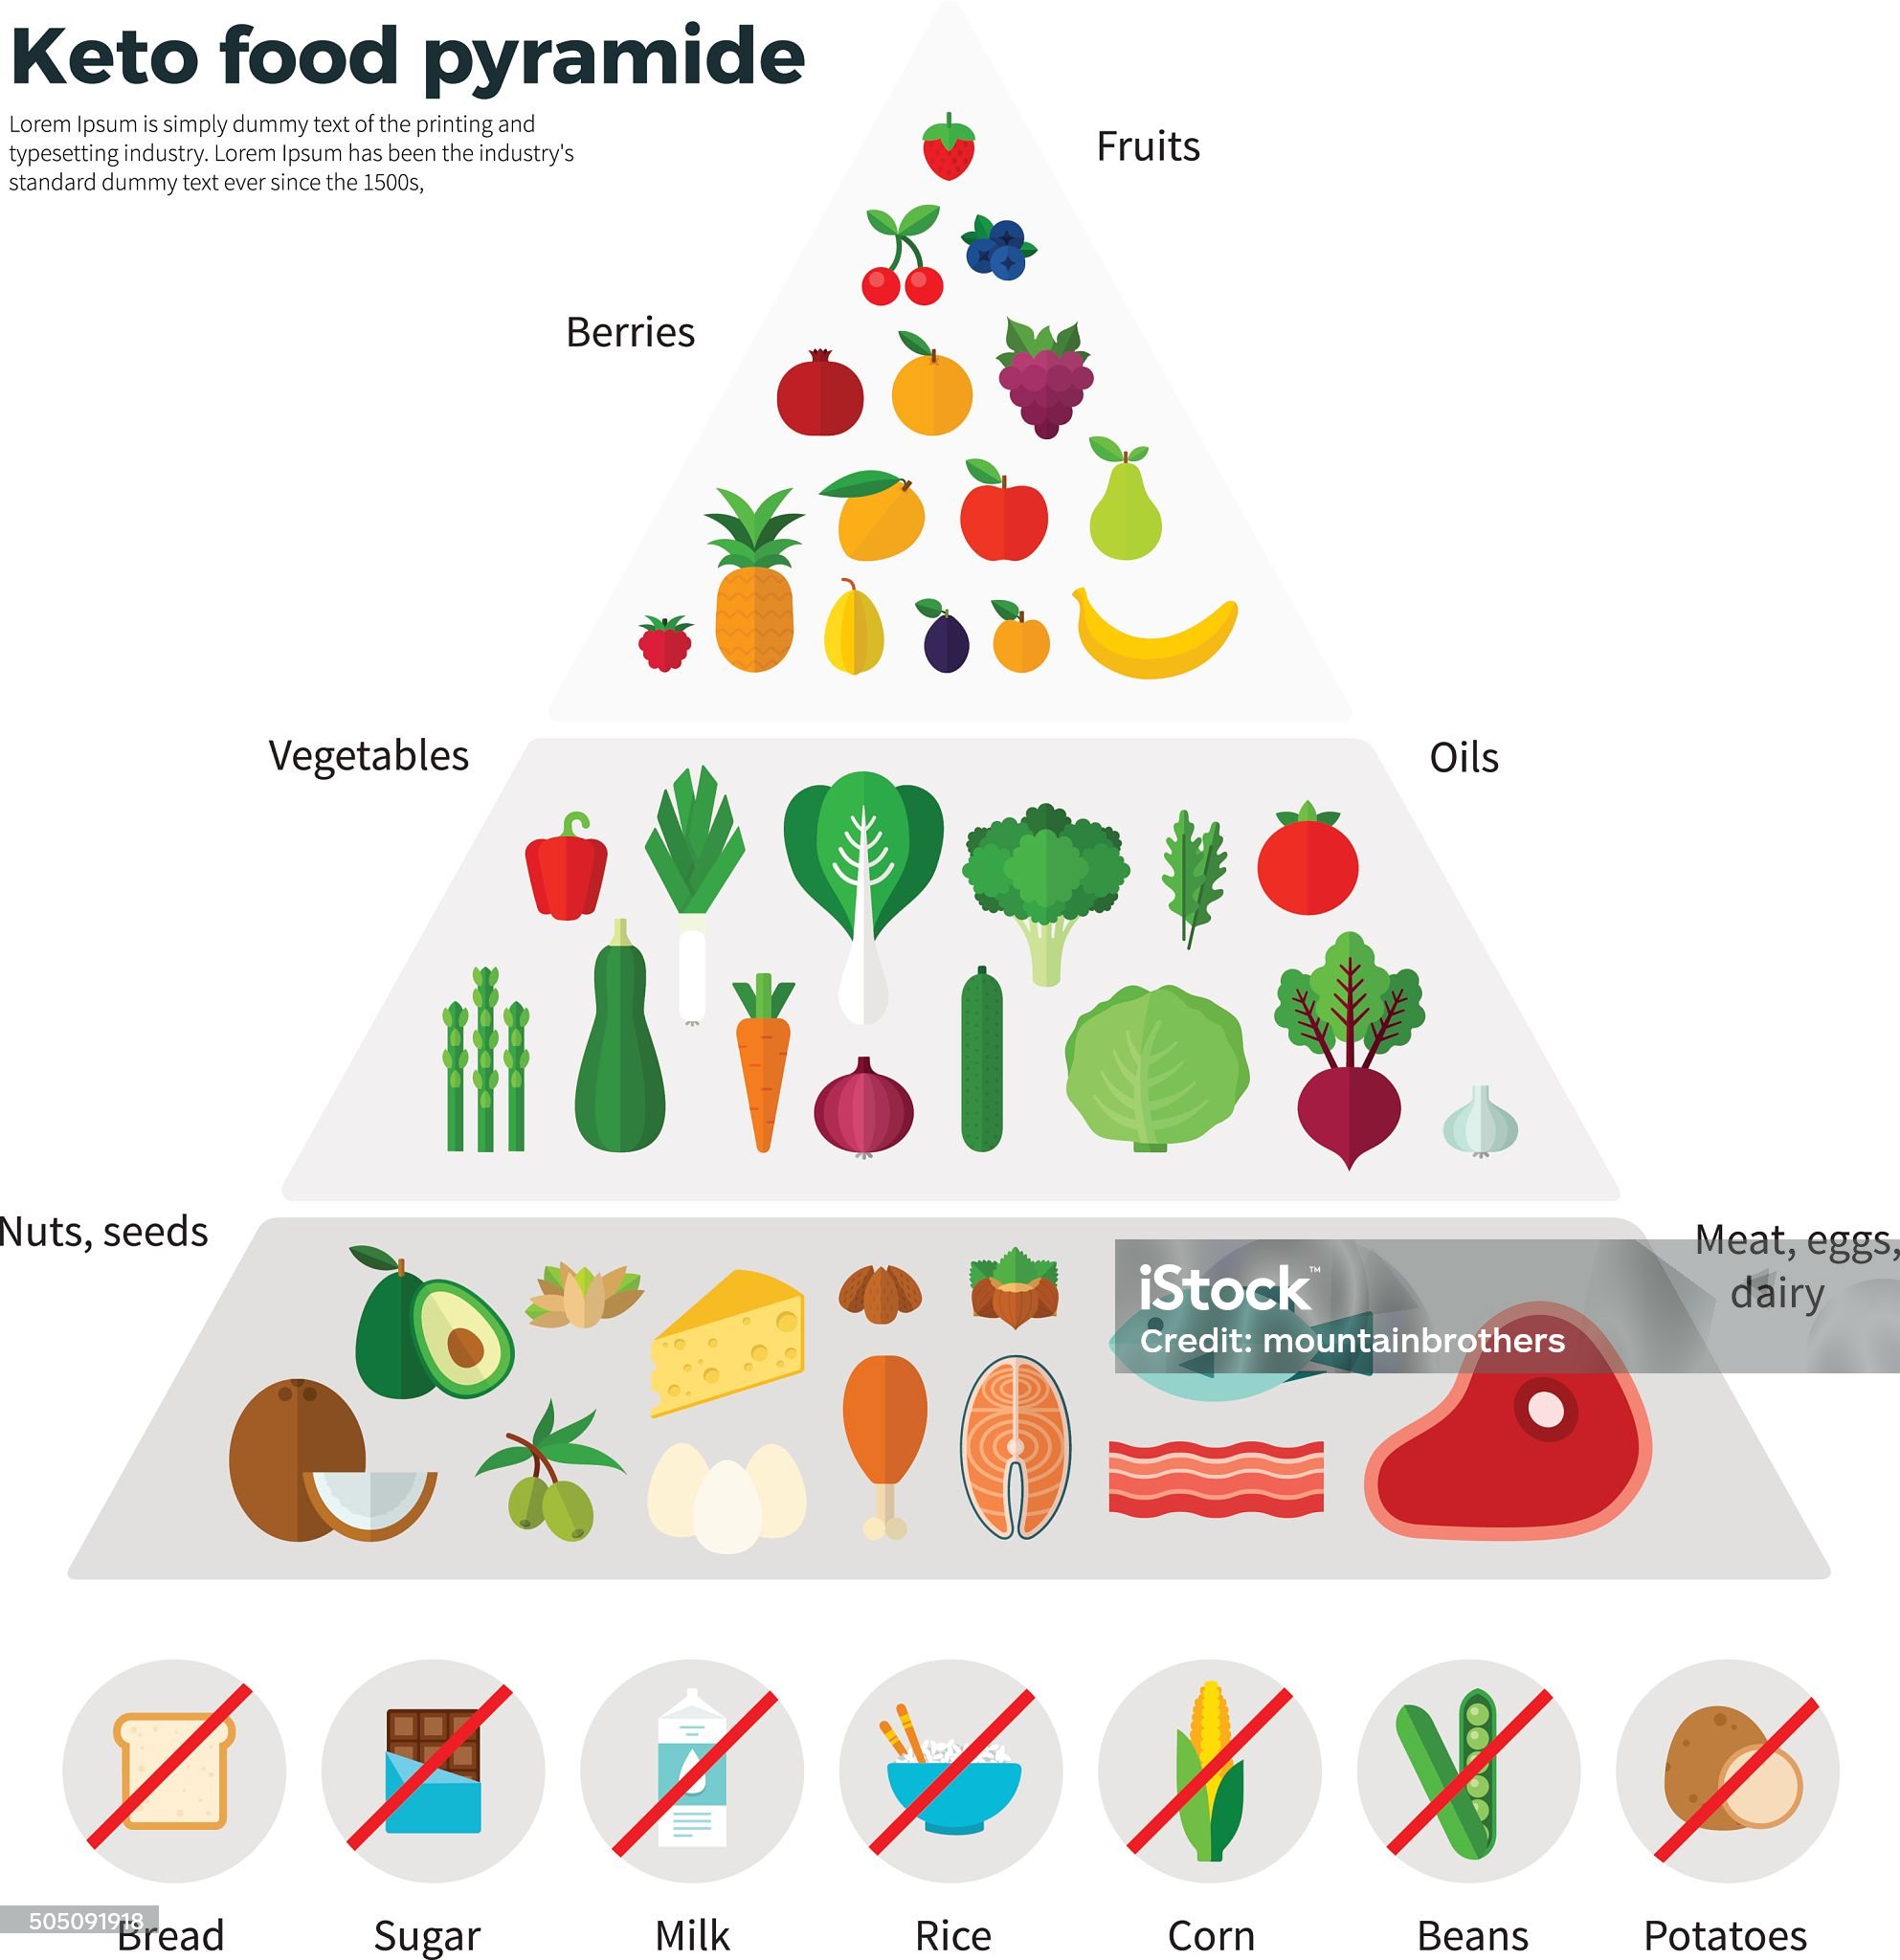 Keto food pyramide
Lorem Ipsum is simply dummy text of the printing and
typesetting industry. Lorem Ipsum has been the industry's
standard dummy text ever since the 1500s,
Fruits
Berries
Vegetables
Oils
Nuts, seeds
Meat, eggs,
dairy
iStock™
Credit: mountainbrothers
505091918
Bread
Sugar
Milk
Rice
Corn
Beans
Potatoes